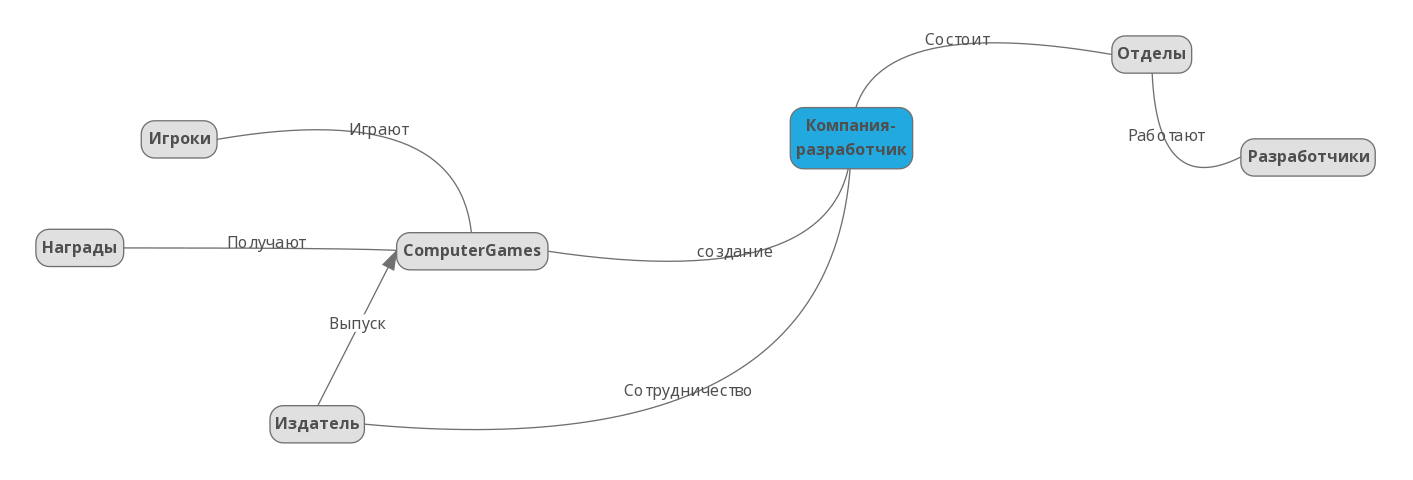 Состоит
Отделы
Компания-
разработчик
Играют
Игроки
Работают
Разработчики
Награды
Получают
ComputerGames
создание
Выпуск
Сотрудничество
Издатель